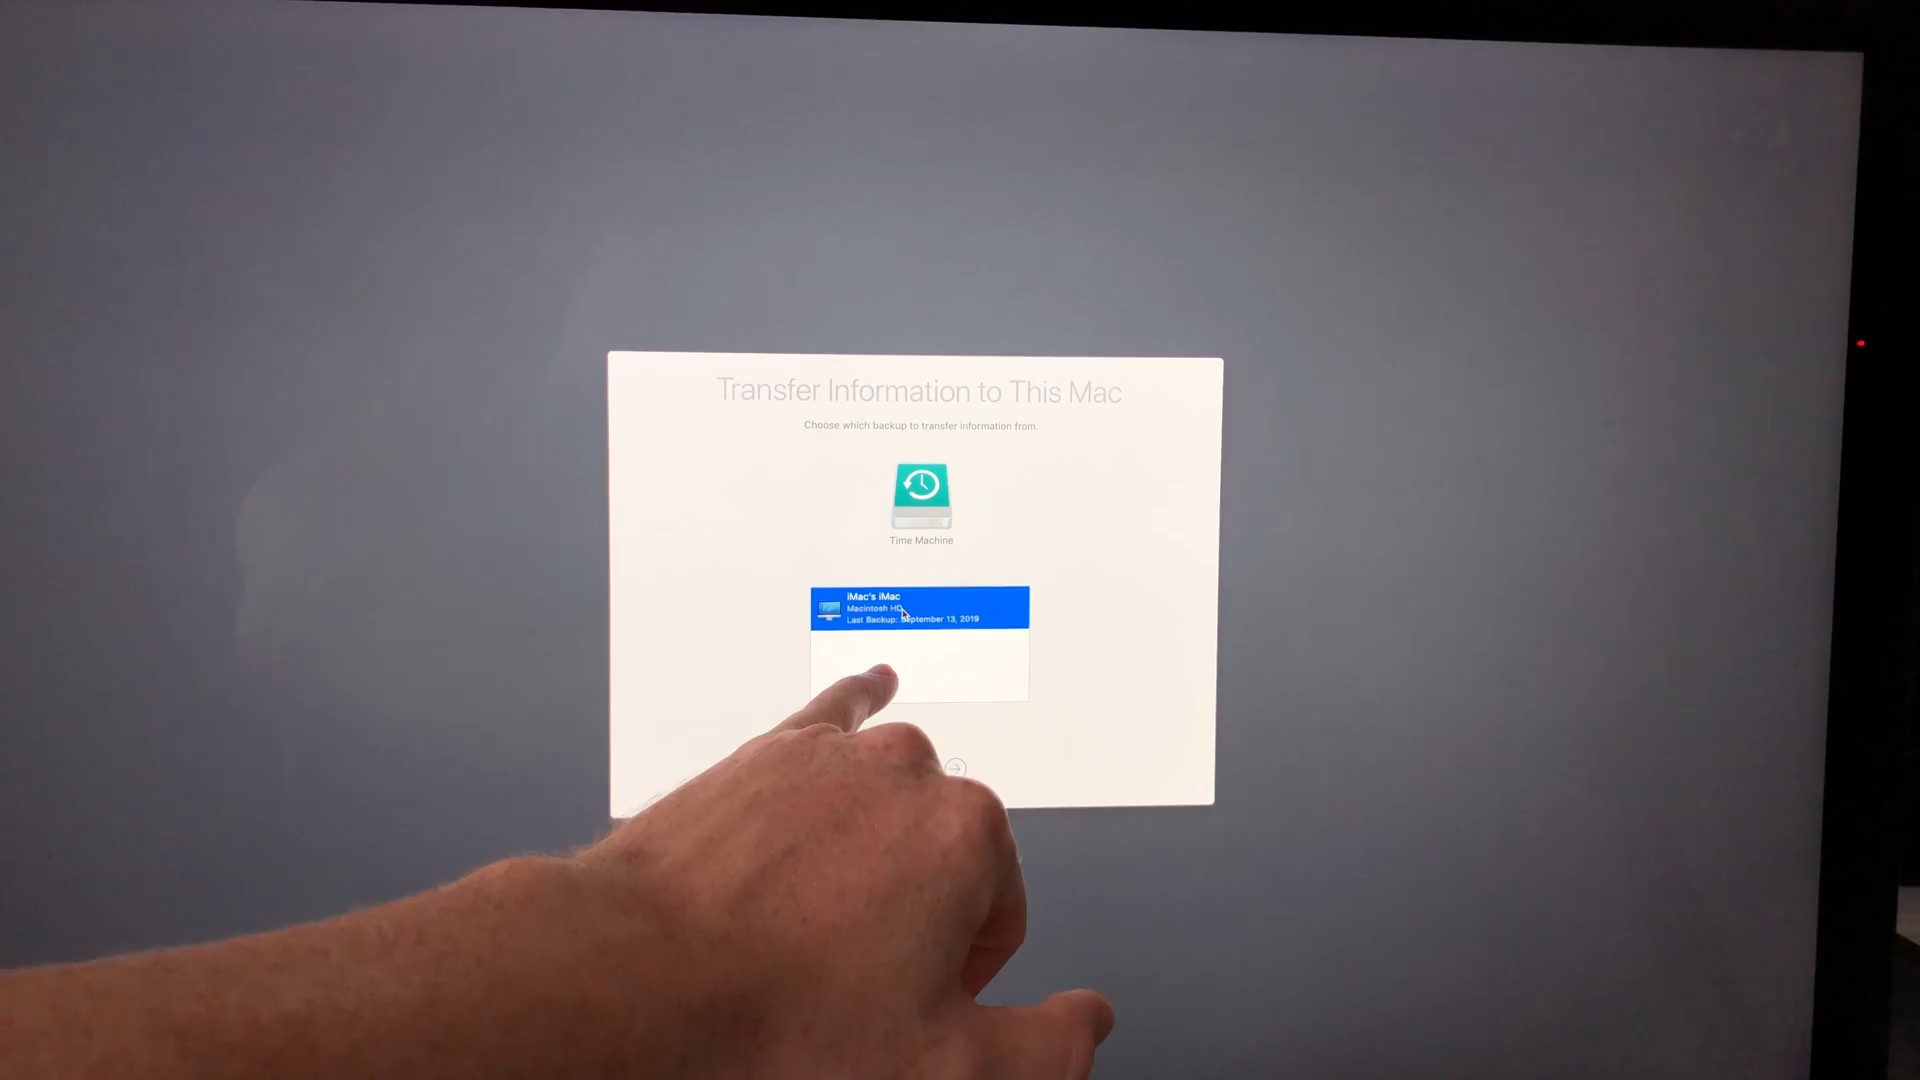 Transfer Information to This Mac
Choose which backup to transfer information from.
Time Machine
iMac's iMac
Macintosh HD
Last Backup: September 13, 2019